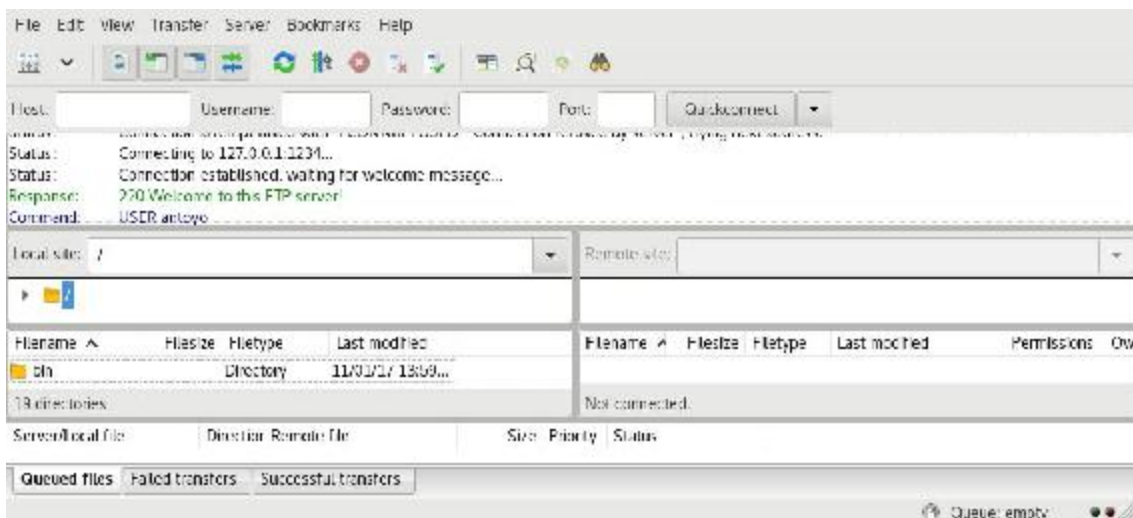 File Edit View Transfer Server Bookmarks Help
Host: Username: Password: Port: Quickconnect
Status: Connecting to 127.0.0.1:1234...
Status: Connection established, waiting for welcome message...
Response: 220 Welcome to this FTP server!
Command: USER antoyo
Local site: / Remote site:
/
Filename Filesize Filetype Last modified Filename Filesize Filetype Last modified Permissions Ow
bin Directory 11/01/17 13:59...
19 directories Not connected.
Server/Local file Direction Remote file Size Priority Status
Queued files Failed transfers Successful transfers
Queue: empty